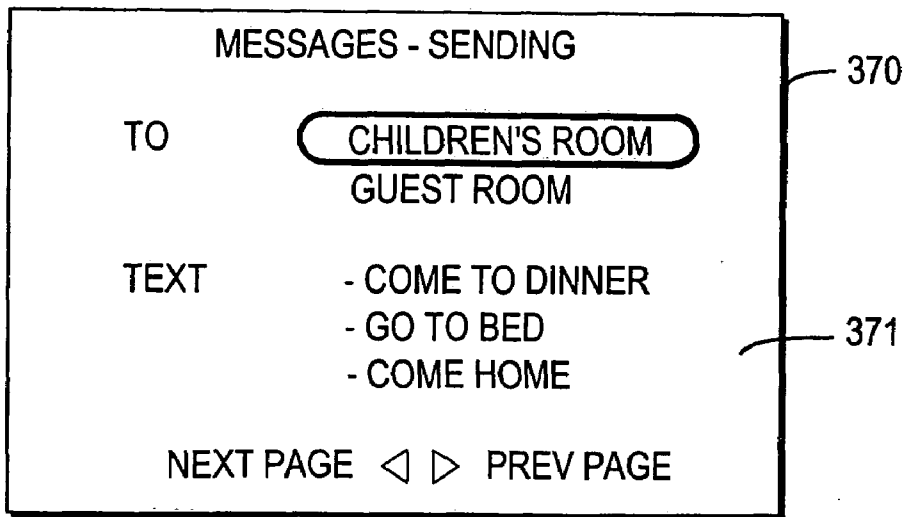 MESSAGES - SENDING
370
TO CHILDREN'S ROOM
GUEST ROOM
TEXT - COME TO DINNER
- GO TO BED
371
- COME HOME
NEXT PAGE ◁ ▷ PREV PAGE